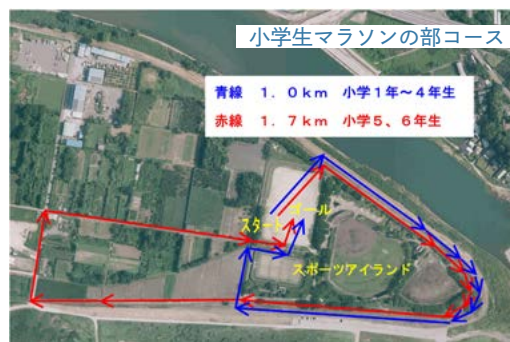 小学生マラソンの部コース
青線　１．０ｋｍ　小学１年～４年生
赤線　１．７ｋｍ　小学５、６年生
スタート　ゴール
スポーツアイランド